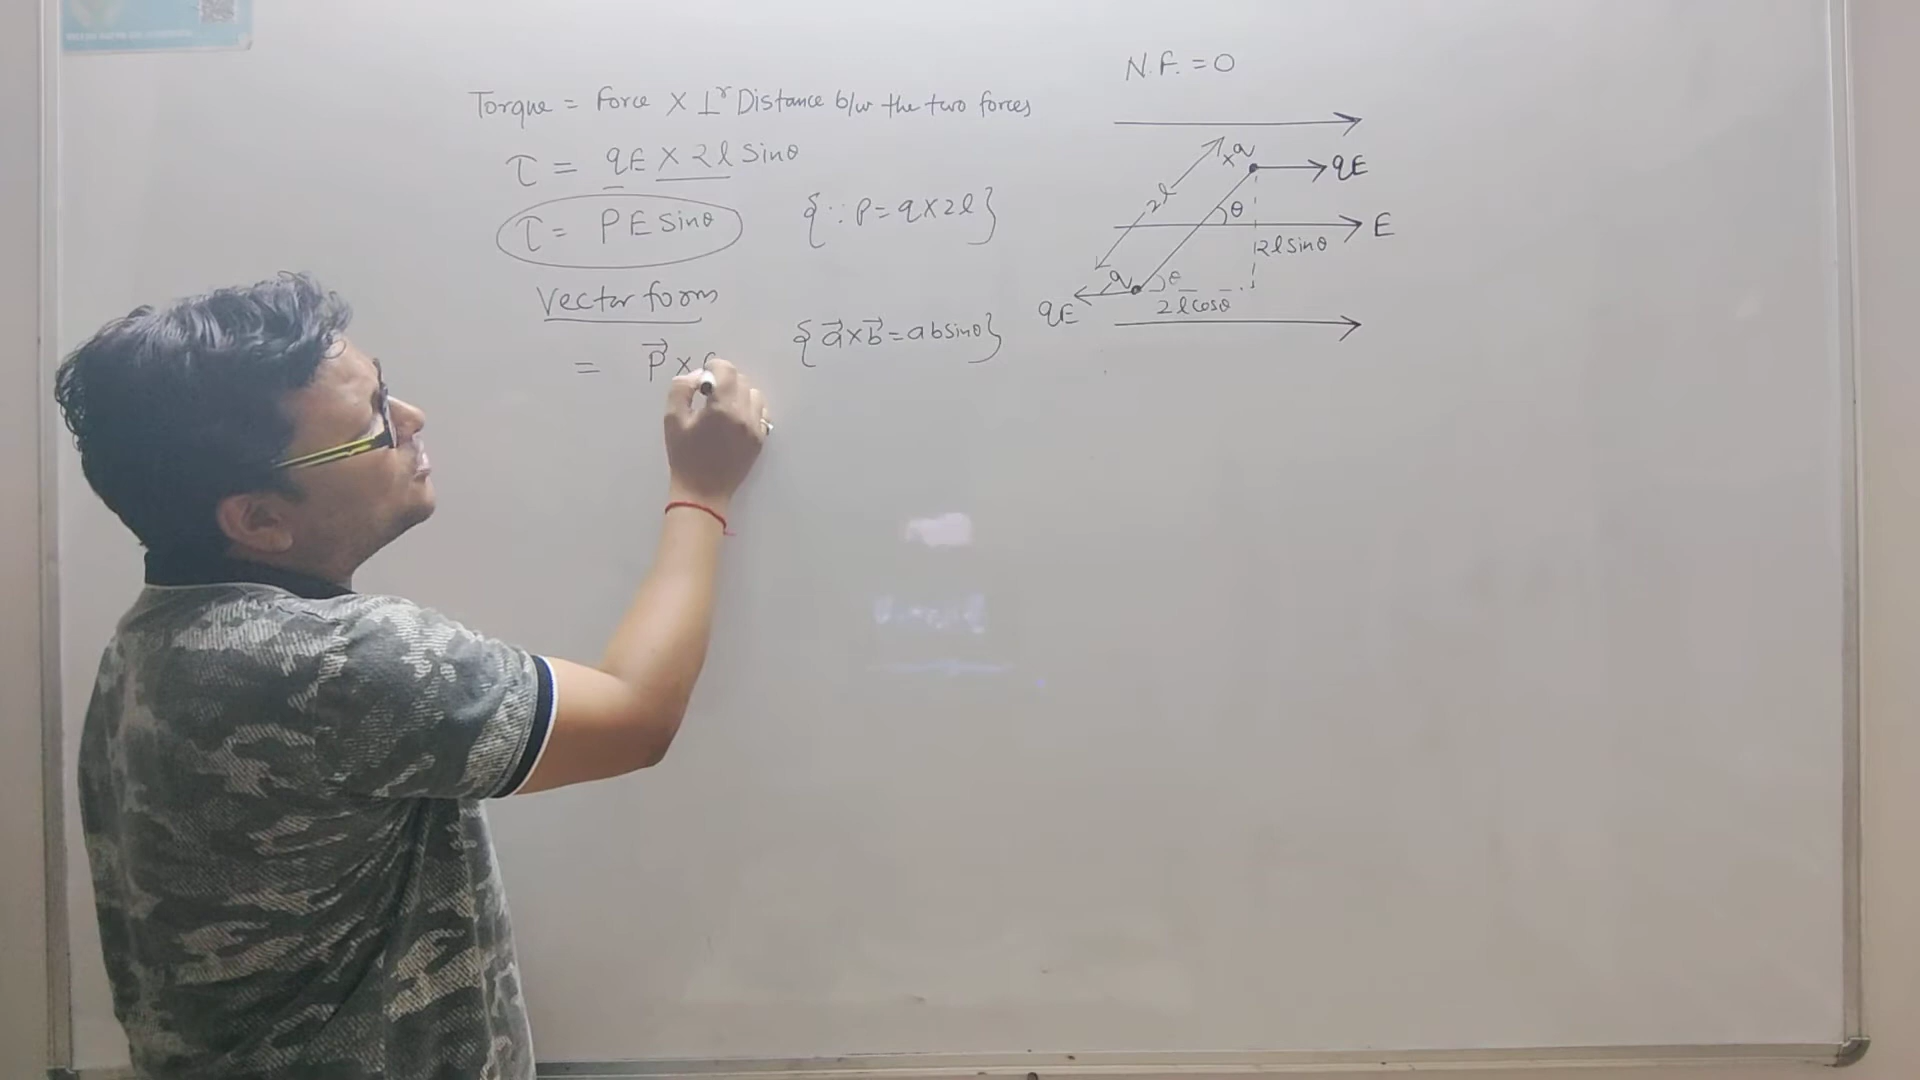 Torque = Force × ⊥r Distance b/w the two forces
τ = qE × 2l Sinθ
τ = PE Sinθ {∵ P = q×2l}
Vector form
= P⃗ × {a⃗×b⃗ = ab sinθ}
N.F. = 0
+q
qE
2l
θ
E
2l Sinθ
-q
θ
qE
2l Cosθ